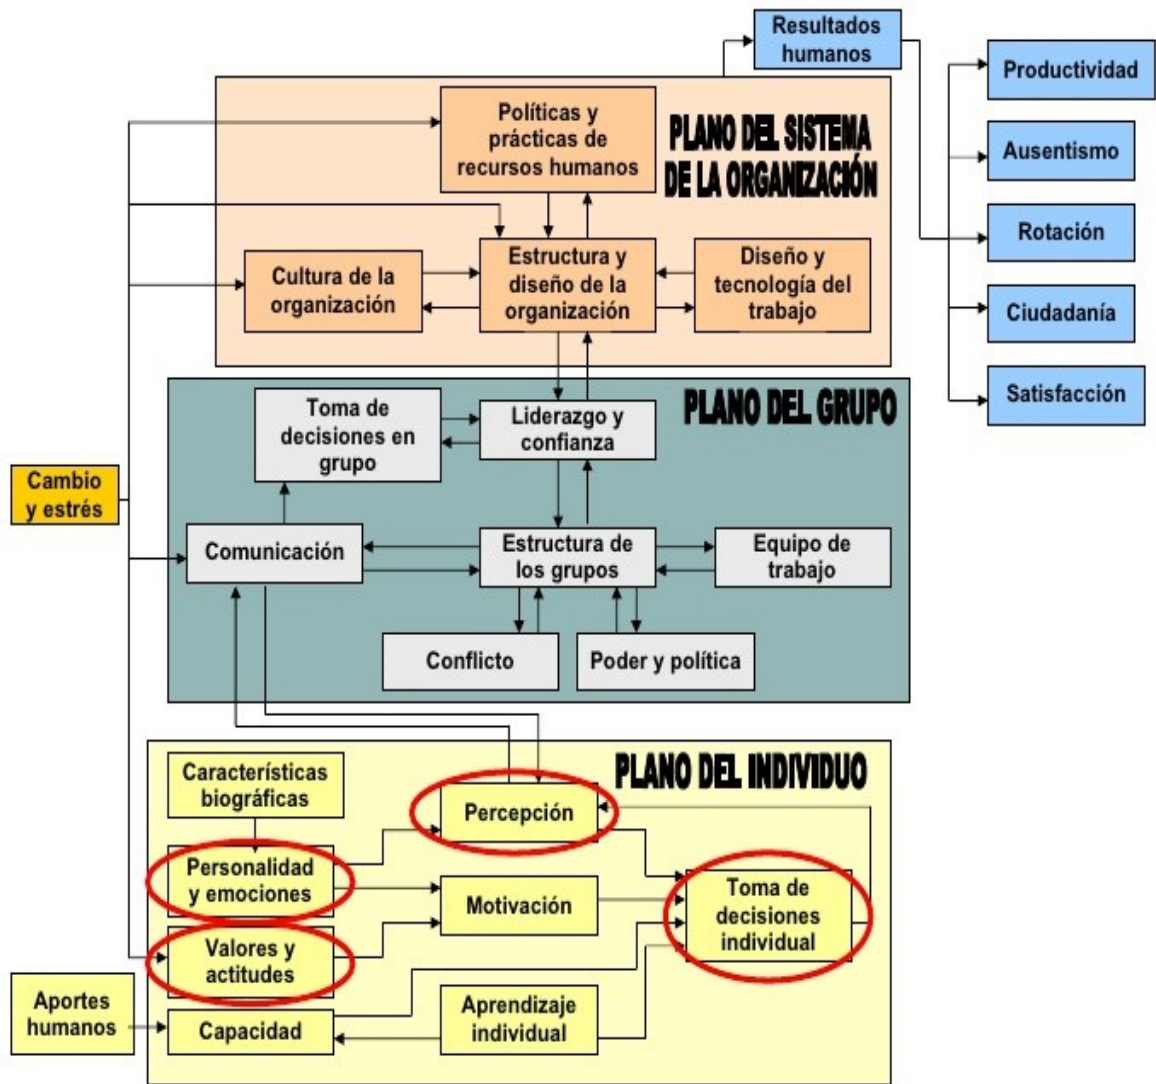 Resultados
humanos
Productividad
Ausentismo
Rotación
Ciudadanía
Satisfacción
PLANO DEL SISTEMA
DE LA ORGANIZACIÓN
Políticas y
prácticas de
recursos humanos
Cultura de la
organización
Estructura y
diseño de la
organización
Diseño y
tecnología del
trabajo
PLANO DEL GRUPO
Toma de
decisiones en
grupo
Liderazgo y
confianza
Cambio
y estrés
Comunicación
Estructura de
los grupos
Equipo de
trabajo
Conflicto
Poder y política
PLANO DEL INDIVIDUO
Características
biográficas
Percepción
Personalidad
y emociones
Motivación
Toma de
decisiones
individual
Valores y
actitudes
Aportes
humanos
Capacidad
Aprendizaje
individual